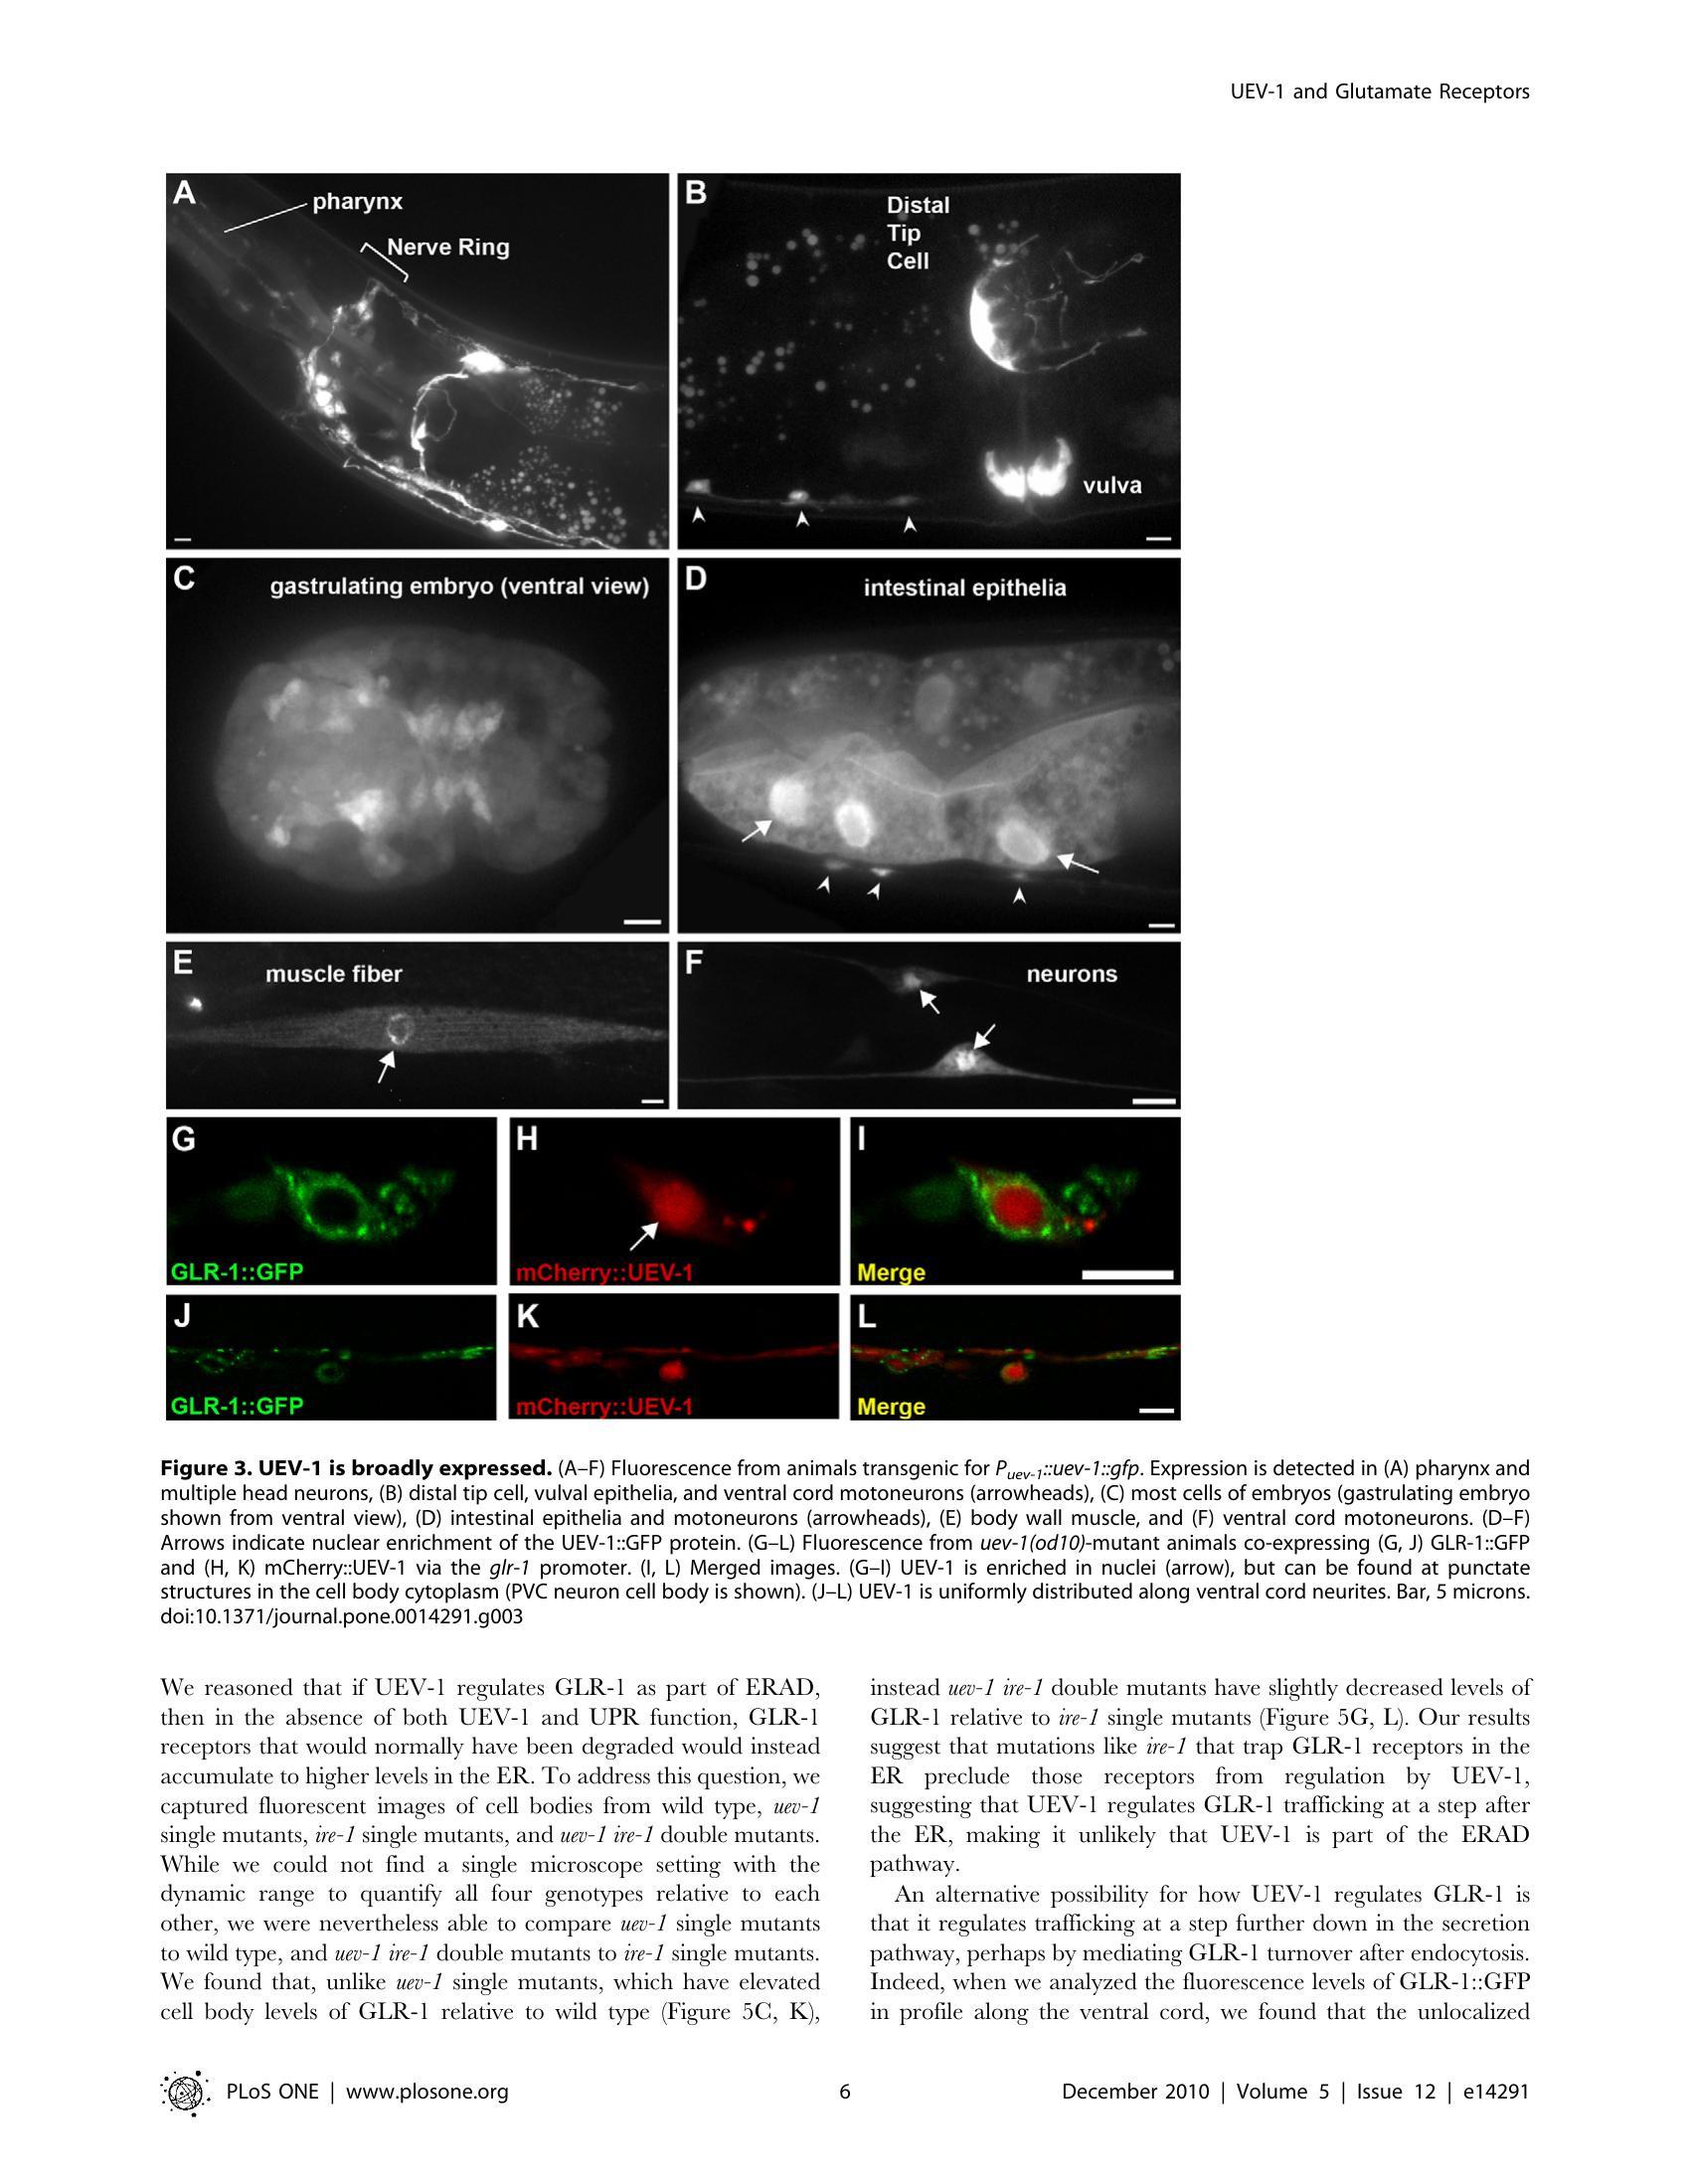 UEV-1 and Glutamate Receptors
A
pharynx
Nerve Ring
B
Distal
Tip
Cell
vulva
C
gastrulating embryo (ventral view)
D
intestinal epithelia
E
muscle fiber
F
neurons
G
GLR-1::GFP
H
mCherry::UEV-1
I
Merge
J
GLR-1::GFP
K
mCherry::UEV-1
L
Merge
Figure 3. UEV-1 is broadly expressed. (A–F) Fluorescence from animals transgenic for Puev-1::uev-1::gfp. Expression is detected in (A) pharynx and
multiple head neurons, (B) distal tip cell, vulval epithelia, and ventral cord motoneurons (arrowheads), (C) most cells of embryos (gastrulating embryo
shown from ventral view), (D) intestinal epithelia and motoneurons (arrowheads), (E) body wall muscle, and (F) ventral cord motoneurons. (D–F)
Arrows indicate nuclear enrichment of the UEV-1::GFP protein. (G–L) Fluorescence from uev-1(od10)-mutant animals co-expressing (G, J) GLR-1::GFP
and (H, K) mCherry::UEV-1 via the glr-1 promoter. (I, L) Merged images. (G–I) UEV-1 is enriched in nuclei (arrow), but can be found at punctate
structures in the cell body cytoplasm (PVC neuron cell body is shown). (J–L) UEV-1 is uniformly distributed along ventral cord neurites. Bar, 5 microns.
doi:10.1371/journal.pone.0014291.g003
We reasoned that if UEV-1 regulates GLR-1 as part of ERAD,
then in the absence of both UEV-1 and UPR function, GLR-1
receptors that would normally have been degraded would instead
accumulate to higher levels in the ER. To address this question, we
captured fluorescent images of cell bodies from wild type, uev-1
single mutants, ire-1 single mutants, and uev-1 ire-1 double mutants.
While we could not find a single microscope setting with the
dynamic range to quantify all four genotypes relative to each
other, we were nevertheless able to compare uev-1 single mutants
to wild type, and uev-1 ire-1 double mutants to ire-1 single mutants.
We found that, unlike uev-1 single mutants, which have elevated
cell body levels of GLR-1 relative to wild type (Figure 5C, K),
instead uev-1 ire-1 double mutants have slightly decreased levels of
GLR-1 relative to ire-1 single mutants (Figure 5G, L). Our results
suggest that mutations like ire-1 that trap GLR-1 receptors in the
ER preclude those receptors from regulation by UEV-1,
suggesting that UEV-1 regulates GLR-1 trafficking at a step after
the ER, making it unlikely that UEV-1 is part of the ERAD
pathway.
An alternative possibility for how UEV-1 regulates GLR-1 is
that it regulates trafficking at a step further down in the secretion
pathway, perhaps by mediating GLR-1 turnover after endocytosis.
Indeed, when we analyzed the fluorescence levels of GLR-1::GFP
in profile along the ventral cord, we found that the unlocalized
PLoS ONE | www.plosone.org
6
December 2010 | Volume 5 | Issue 12 | e14291